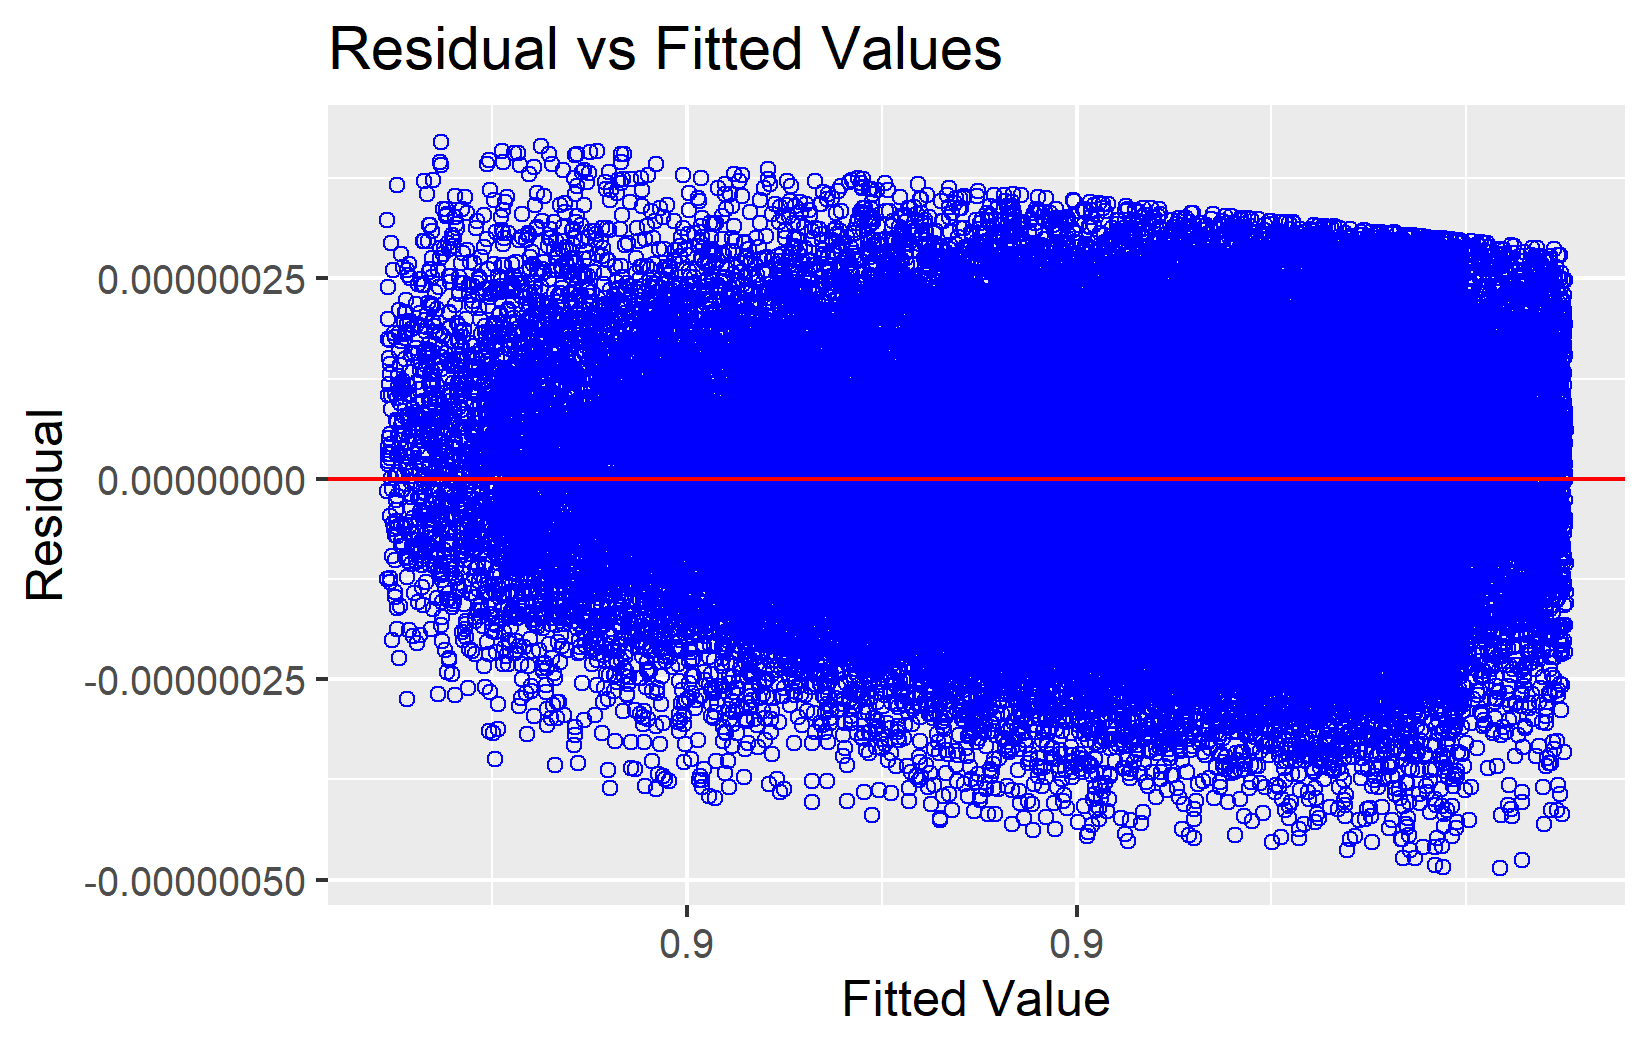 Residual vs Fitted Values
Residual
0.00000025
0.00000000
-0.00000025
-0.00000050
0.9 0.9
Fitted Value